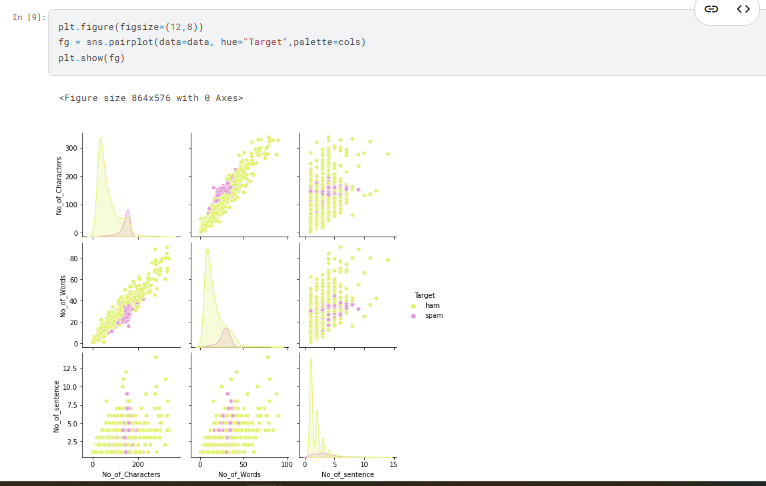 In [9]:
plt.figure(figsize=(12,8))
fg = sns.pairplot(data=data, hue="Target",palette=cols)
plt.show(fg)
<Figure size 864x576 with 0 Axes>
No_of_Characters
300
200
100
0
No_of_Words
80
60
40
20
0
Target
ham
spam
No_of_sentence
12.5
10.0
7.5
5.0
2.5
0 200
0 50 100
0 5 10 15
No_of_Characters No_of_Words No_of_sentence